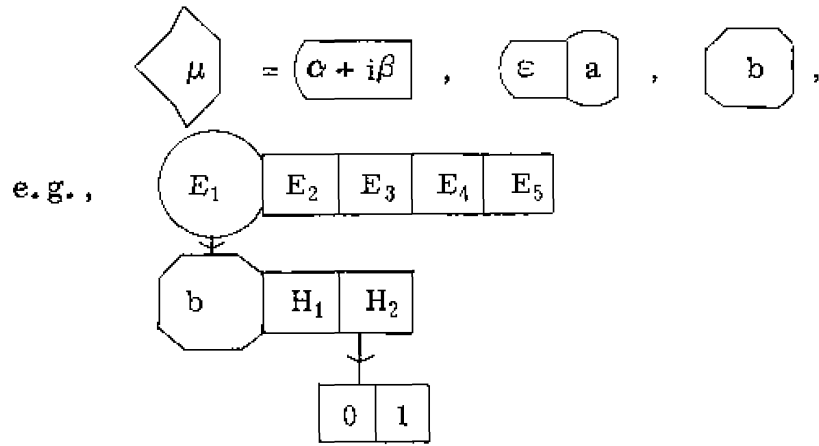 μ = α + iβ , ε a , b ,
e.g., E₁ E₂ E₃ E₄ E₅
b H₁ H₂
0 1